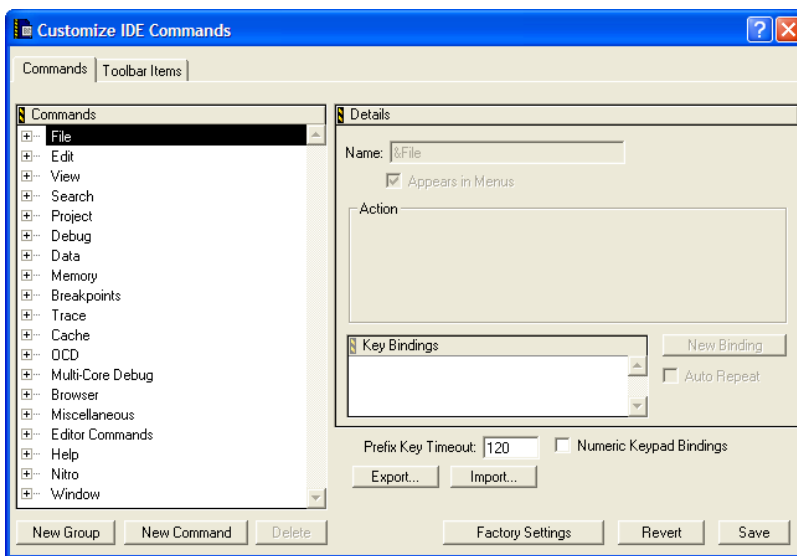 Customize IDE Commands
Commands
Toolbar Items
Commands
File
Edit
View
Search
Project
Debug
Data
Memory
Breakpoints
Trace
Cache
OCD
Multi-Core Debug
Browser
Miscellaneous
Editor Commands
Help
Nitro
Window
Details
Name: &File
Appears in Menus
Action
Key Bindings
New Binding
Auto Repeat
Prefix Key Timeout: 120
Numeric Keypad Bindings
Export...
Import...
New Group
New Command
Delete
Factory Settings
Revert
Save